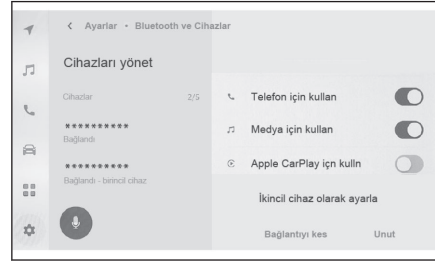 Ayarlar • Bluetooth ve Cihazlar
Cihazları yönet
Cihazlar 2/5
**********
Bağlandı
**********
Bağlandı - birincil cihaz
Telefon için kullan
Medya için kullan
Apple CarPlay içn kulln
İkincil cihaz olarak ayarla
Bağlantıyı kes Unut